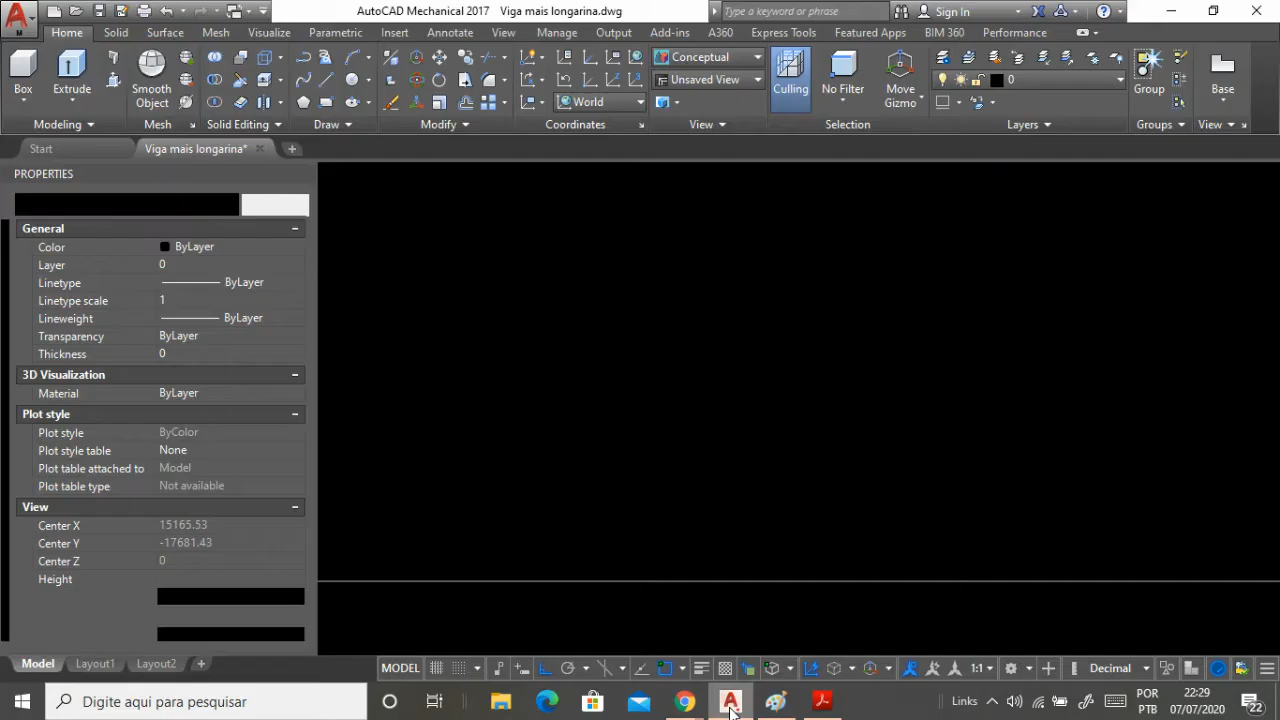 AutoCAD Mechanical 2017 Viga mais longarina.dwg
Type a keyword or phrase
Sign In
Home Solid Surface Mesh Visualize Parametric Insert Annotate View Manage Output Add-ins A360 Express Tools Featured Apps BIM 360 Performance
Conceptual
Unsaved View
World
Box Extrude Smooth Object Culling No Filter Move Gizmo 0 Group Base
Modeling Mesh Solid Editing Draw Modify Coordinates View Selection Layers Groups View
Start Viga mais longarina*
PROPERTIES
General
Color ByLayer
Layer 0
Linetype ByLayer
Linetype scale 1
Lineweight ByLayer
Transparency ByLayer
Thickness 0
3D Visualization
Material ByLayer
Plot style
Plot style ByColor
Plot style table None
Plot table attached to Model
Plot table type Not available
View
Center X 15165.53
Center Y -17681.43
Center Z 0
Height
Model Layout1 Layout2 MODEL 1:1 Decimal
Digite aqui para pesquisar
Links
POR
PTB
22:29
07/07/2020
22